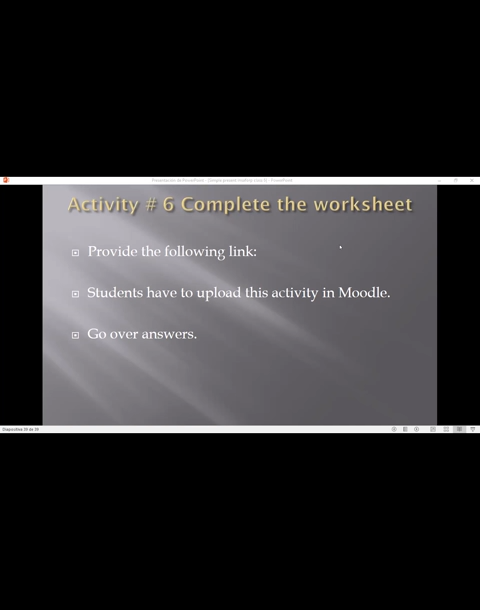 Activity # 6 Complete the worksheet
Provide the following link:
Students have to upload this activity in Moodle.
Go over answers.